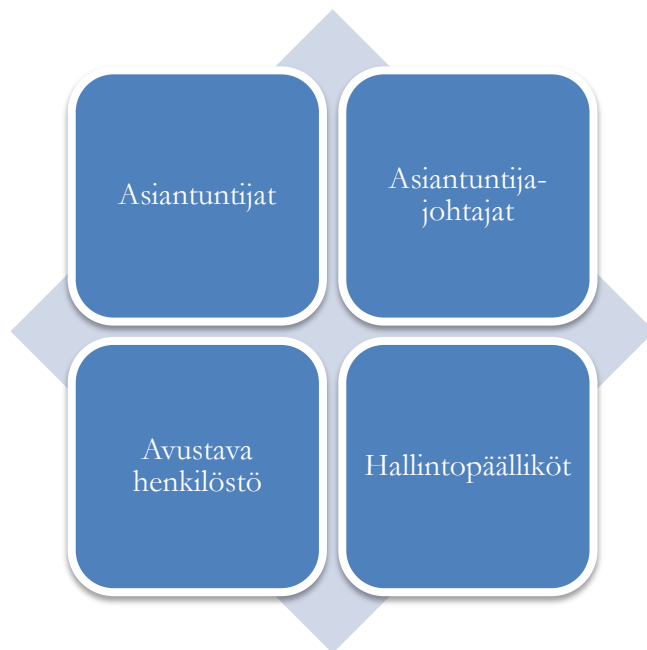 Asiantuntijat
Asiantuntija-
johtajat
Avustava
henkilöstö
Hallintopäälliköt